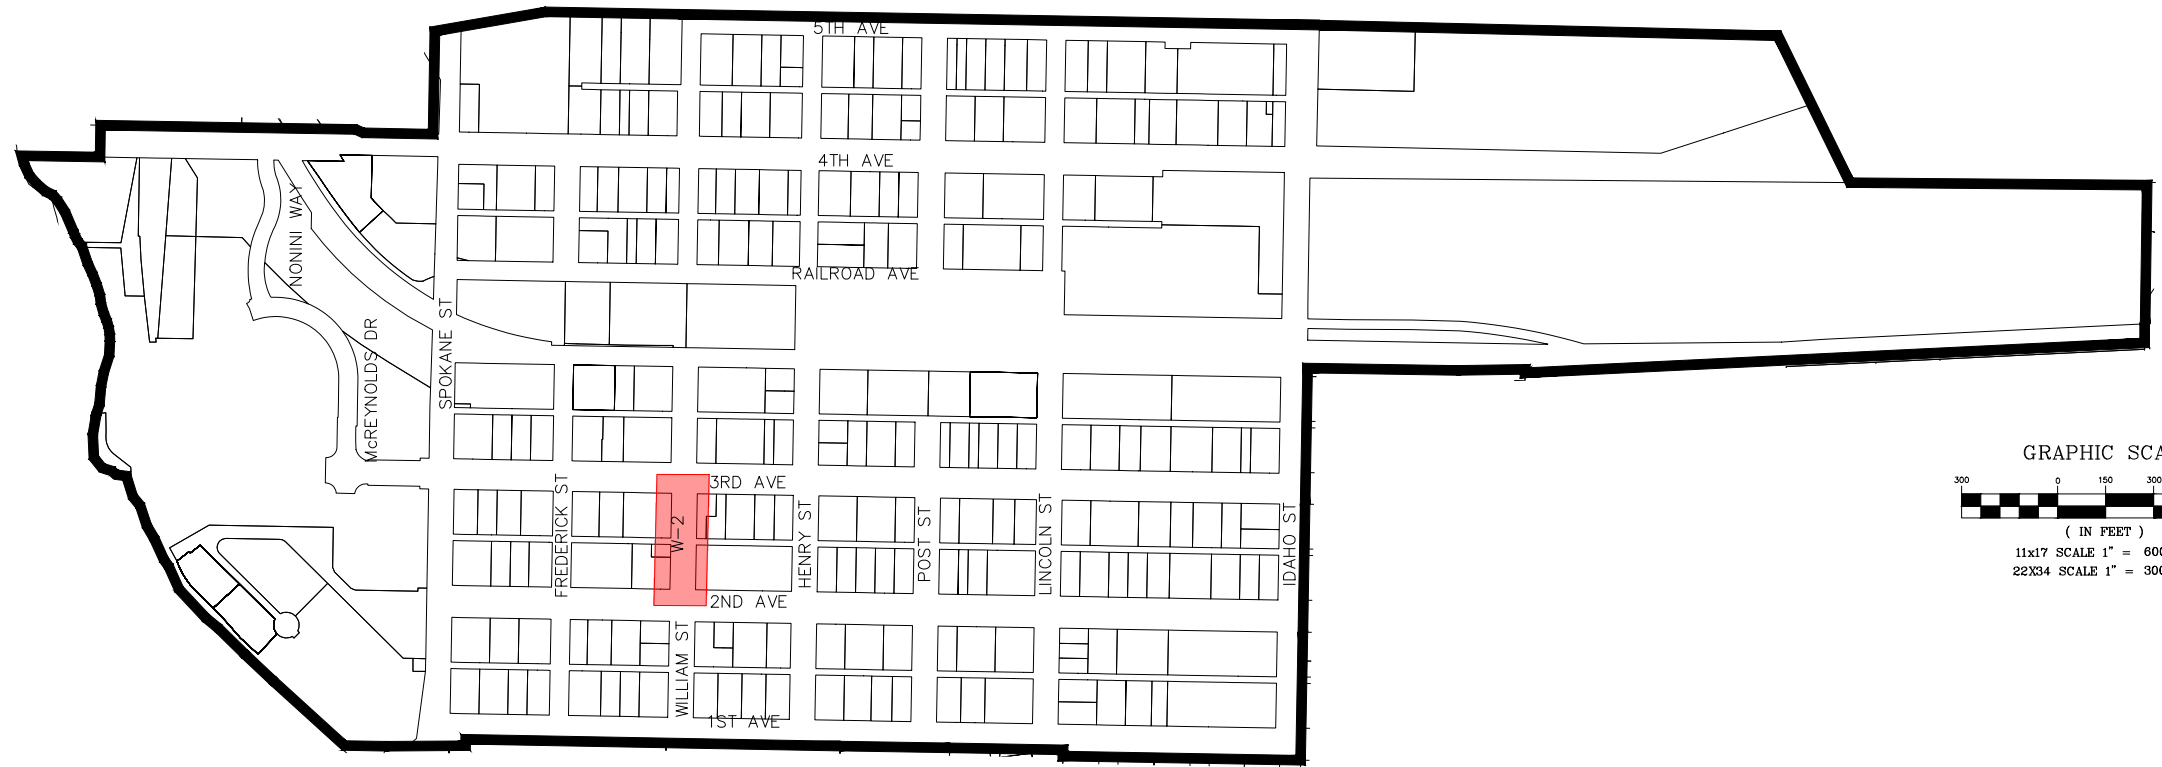 5TH AVE
4TH AVE
NONINI WAY
RAILROAD AVE
SPOKANE ST
McREYNOLDS DR
GRAPHIC SCA
300 0 150 300
( IN FEET )
11x17 SCALE 1" = 600
22X34 SCALE 1" = 300
3RD AVE
FREDERICK ST
W-2
HENRY ST
POST ST
LINCOLN ST
IDAHO ST
2ND AVE
WILLIAM ST
1ST AVE